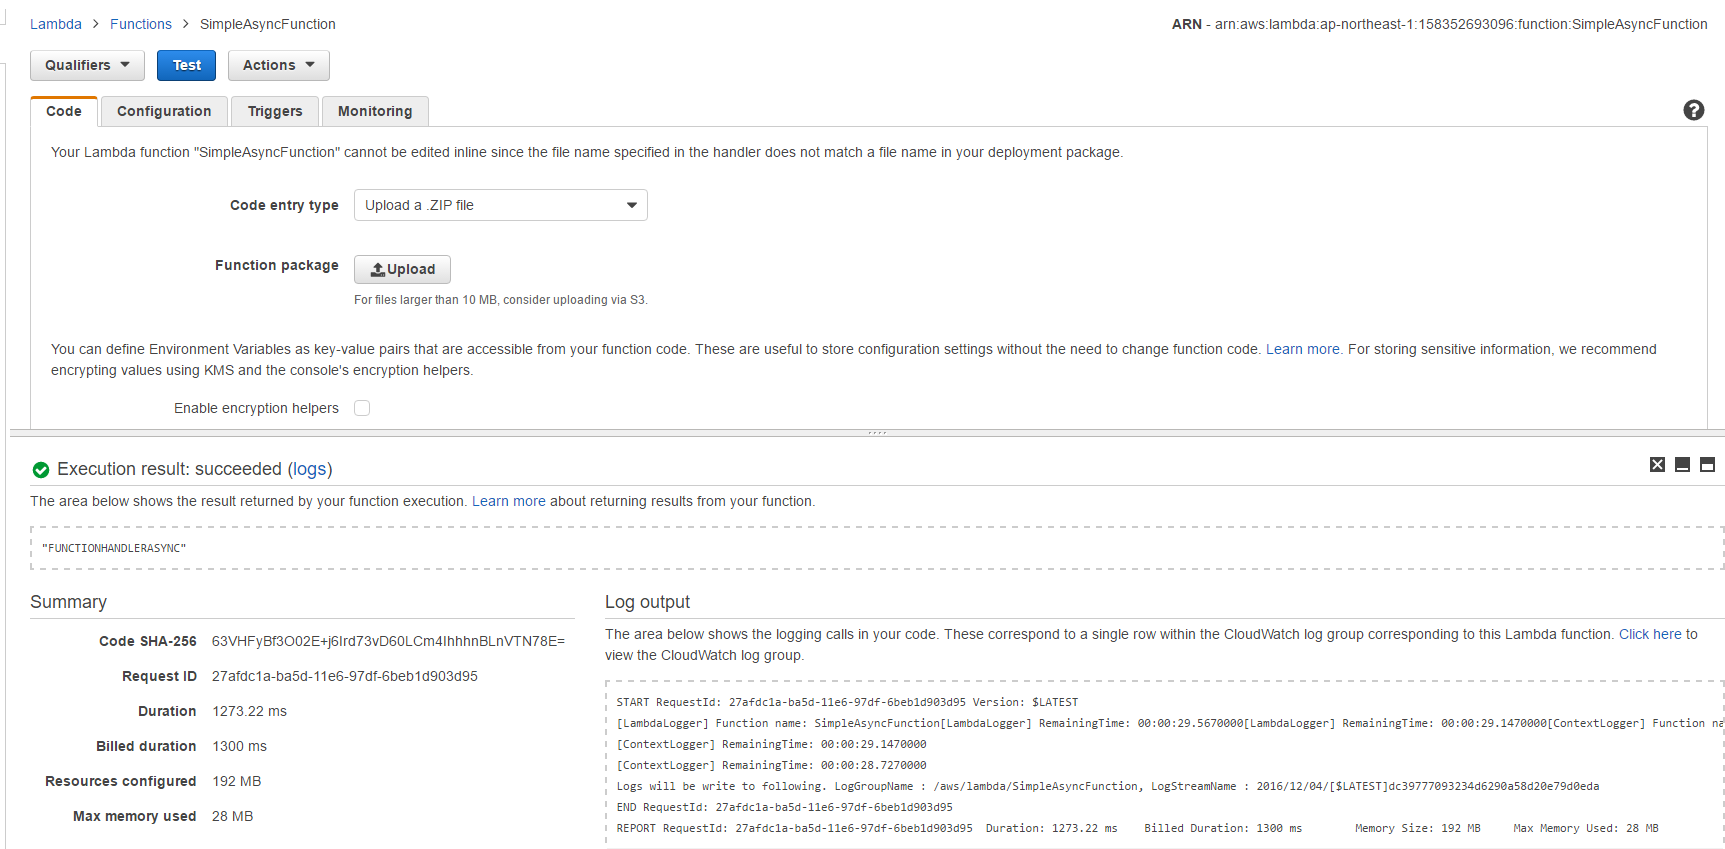 Lambda > Functions > SimpleAsyncFunction
ARN - arn:aws:lambda:ap-northeast-1:158352693096:function:SimpleAsyncFunction
Qualifiers Test Actions
Code Configuration Triggers Monitoring
?
Your Lambda function "SimpleAsyncFunction" cannot be edited inline since the file name specified in the handler does not match a file name in your deployment package.
Code entry type Upload a .ZIP file
Function package Upload
For files larger than 10 MB, consider uploading via S3.
You can define Environment Variables as key-value pairs that are accessible from your function code. These are useful to store configuration settings without the need to change function code. Learn more. For storing sensitive information, we recommend
encrypting values using KMS and the console's encryption helpers.
Enable encryption helpers
Execution result: succeeded (logs)
The area below shows the result returned by your function execution. Learn more about returning results from your function.
"FUNCTIONHANDLERASYNC"
Summary
Code SHA-256 63VHFyBf3O02E+j6Ird73vD60LCm4IhhhnBLnVTN78E=
Request ID 27afdc1a-ba5d-11e6-97df-6beb1d903d95
Duration 1273.22 ms
Billed duration 1300 ms
Resources configured 192 MB
Max memory used 28 MB
Log output
The area below shows the logging calls in your code. These correspond to a single row within the CloudWatch log group corresponding to this Lambda function. Click here to
view the CloudWatch log group.
START RequestId: 27afdc1a-ba5d-11e6-97df-6beb1d903d95 Version: $LATEST
[LambdaLogger] Function name: SimpleAsyncFunction[LambdaLogger] RemainingTime: 00:00:29.5670000[LambdaLogger] RemainingTime: 00:00:29.1470000[ContextLogger] Function na
[ContextLogger] RemainingTime: 00:00:29.1470000
[ContextLogger] RemainingTime: 00:00:28.7270000
Logs will be write to following. LogGroupName : /aws/lambda/SimpleAsyncFunction, LogStreamName : 2016/12/04/[$LATEST]dc39777093234d6290a58d20e79d0eda
END RequestId: 27afdc1a-ba5d-11e6-97df-6beb1d903d95
REPORT RequestId: 27afdc1a-ba5d-11e6-97df-6beb1d903d95 Duration: 1273.22 ms Billed Duration: 1300 ms Memory Size: 192 MB Max Memory Used: 28 MB